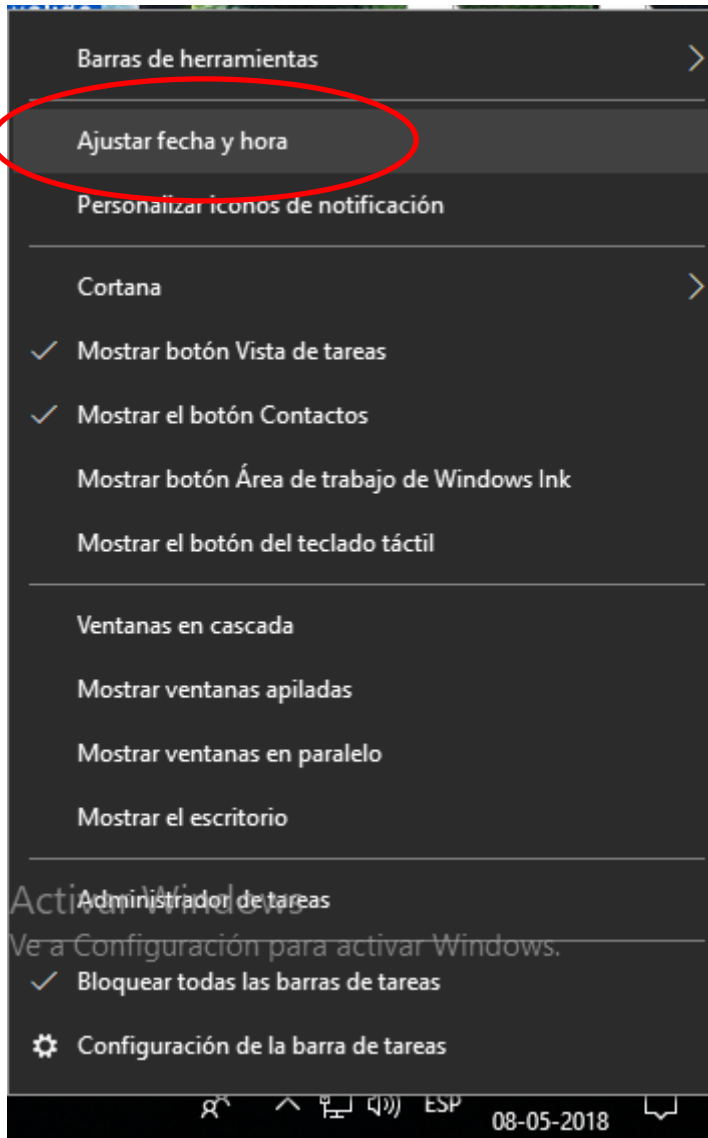 Barras de herramientas
Ajustar fecha y hora
Personalizar iconos de notificación
Cortana
Mostrar botón Vista de tareas
Mostrar el botón Contactos
Mostrar botón Área de trabajo de Windows Ink
Mostrar el botón del teclado táctil
Ventanas en cascada
Mostrar ventanas apiladas
Mostrar ventanas en paralelo
Mostrar el escritorio
Administrador de tareas
Activar Windows
Ve a Configuración para activar Windows.
Bloquear todas las barras de tareas
Configuración de la barra de tareas
ESP
08-05-2018